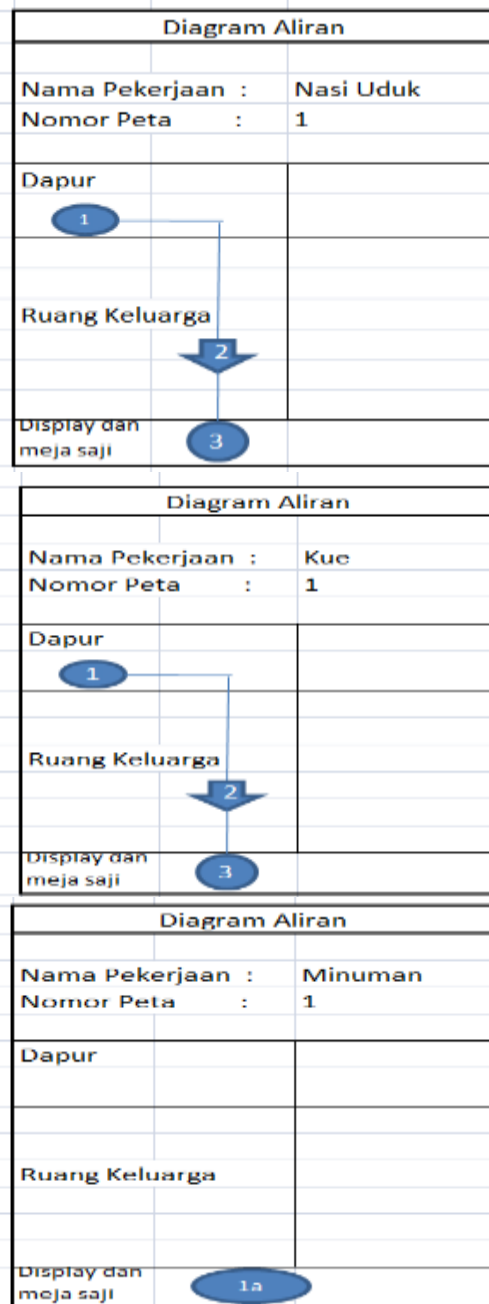 Diagram Aliran
Nama Pekerjaan : Nasi Uduk
Nomor Peta : 1
Dapur
1
Ruang Keluarga
2
Display dan
meja saji
3
Diagram Aliran
Nama Pekerjaan : Kue
Nomor Peta : 1
Dapur
1
Ruang Keluarga
2
Display dan
meja saji
3
Diagram Aliran
Nama Pekerjaan : Minuman
Nomor Peta : 1
Dapur
Ruang Keluarga
Display dan
meja saji
1a